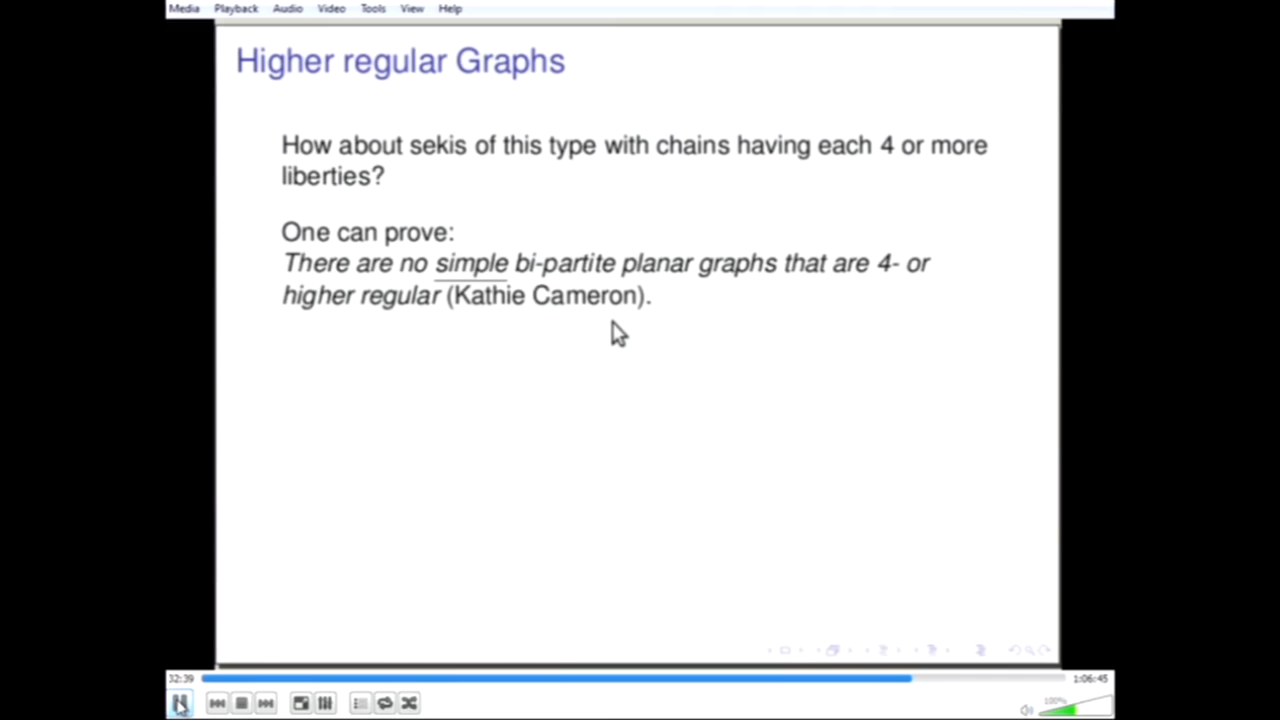 Media Playback Audio Video Tools View Help
Higher regular Graphs
How about sekis of this type with chains having each 4 or more
liberties?
One can prove:
There are no simple bi-partite planar graphs that are 4- or
higher regular (Kathie Cameron).
32:39 1:06:45
100%